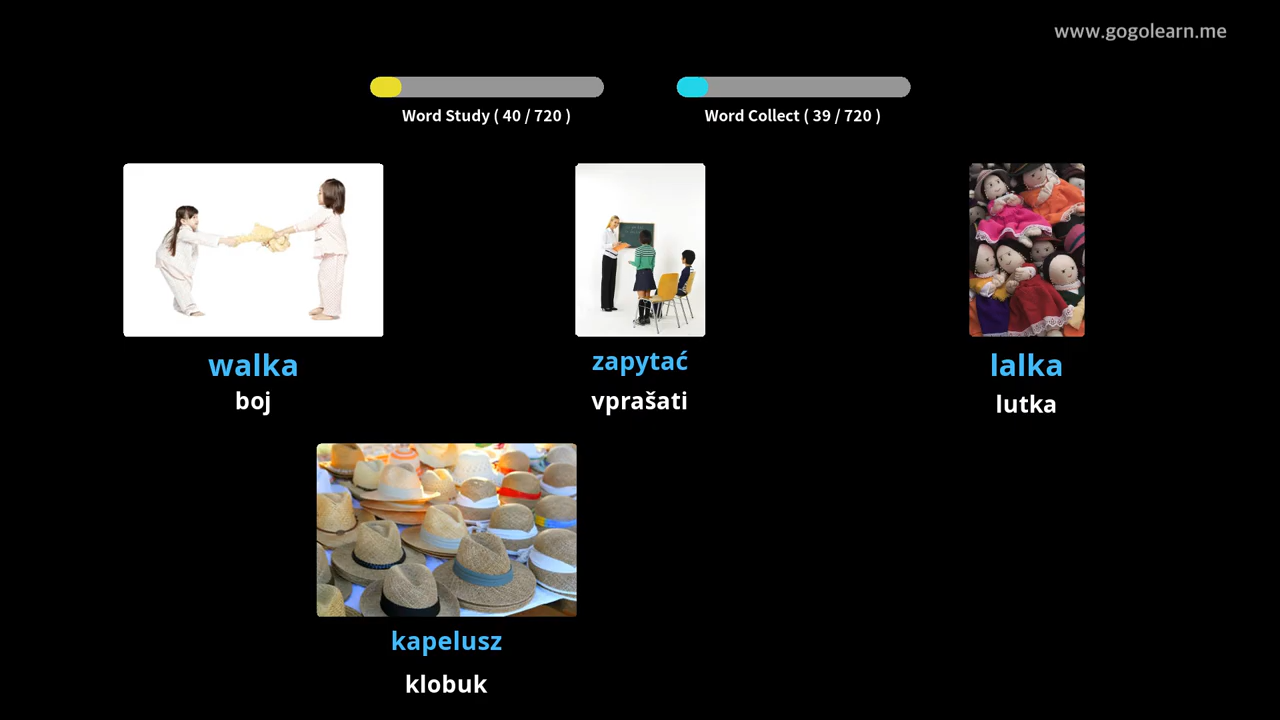 www.gogolearn.me
Word Study ( 40 / 720 )
Word Collect ( 39 / 720 )
walka
boj
zapytać
vprašati
lalka
lutka
kapelusz
klobuk